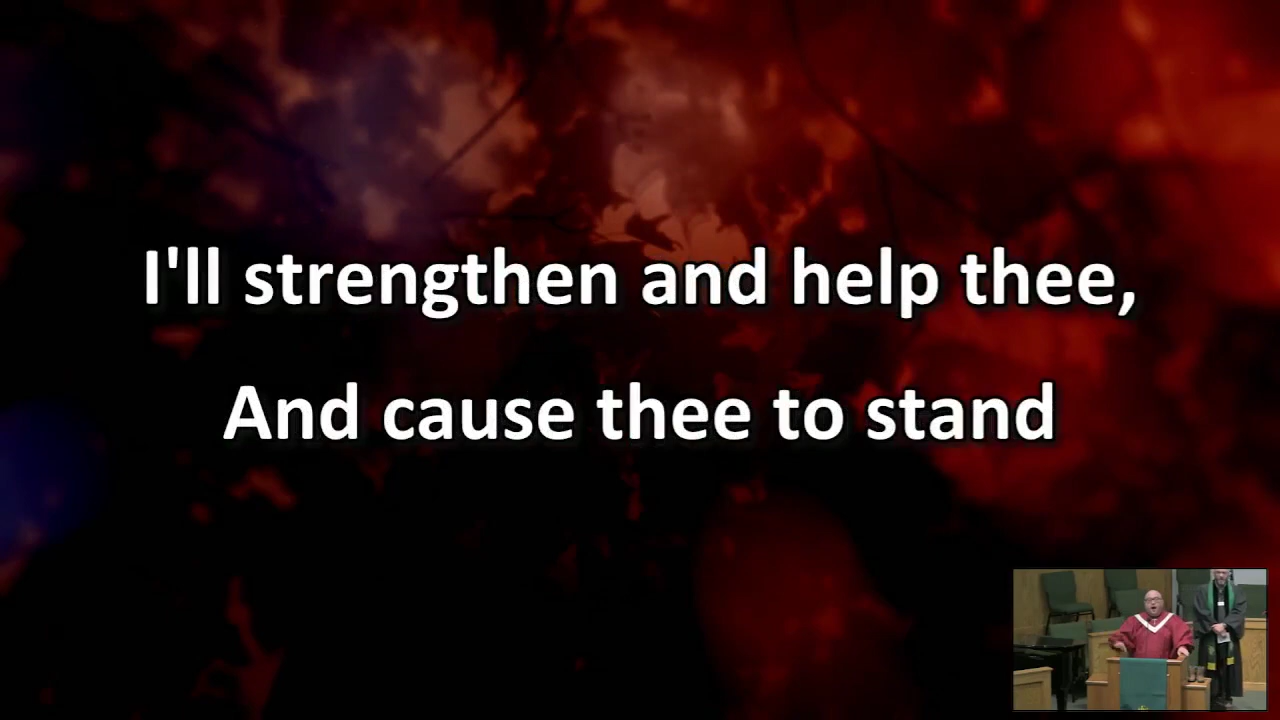 I'll strengthen and help thee,
And cause thee to stand